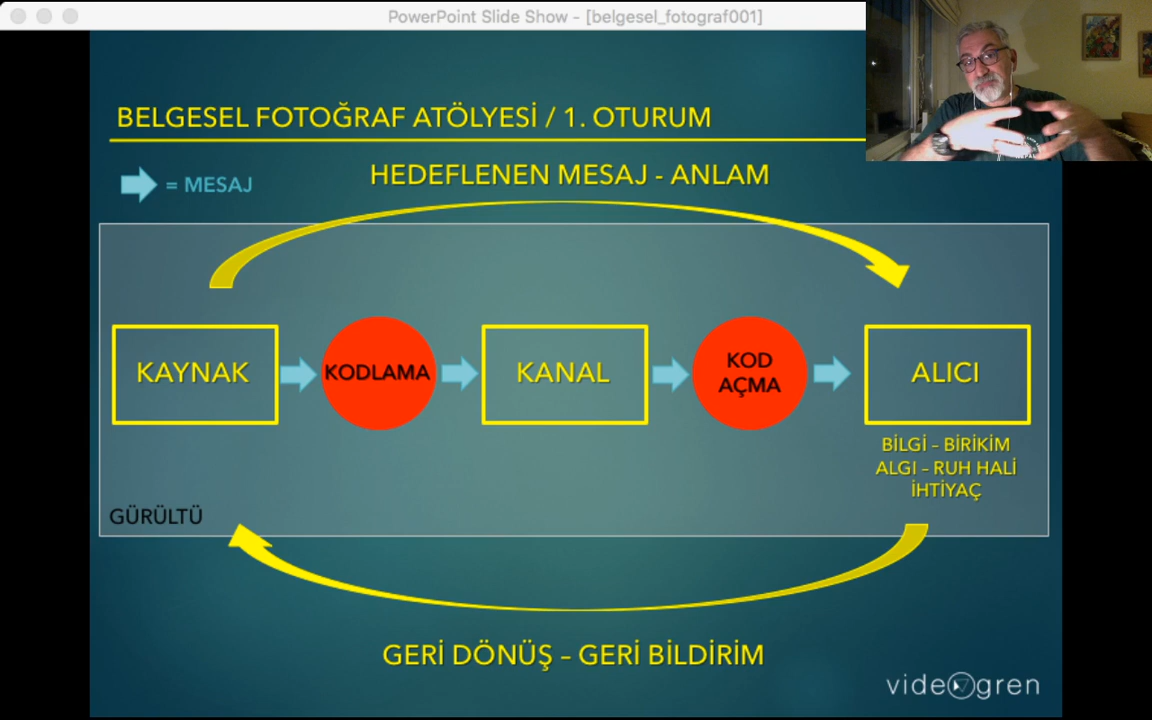 PowerPoint Slide Show - [belgesel_fotograf001]
BELGESEL FOTOĞRAF ATÖLYESİ / 1. OTURUM
= MESAJ
HEDEFLENEN MESAJ - ANLAM
KAYNAK
KODLAMA
KANAL
KOD
AÇMA
ALICI
BİLGİ – BİRİKİM
ALGI – RUH HALİ
İHTİYAÇ
GÜRÜLTÜ
GERİ DÖNÜŞ – GERİ BİLDİRİM
videogren